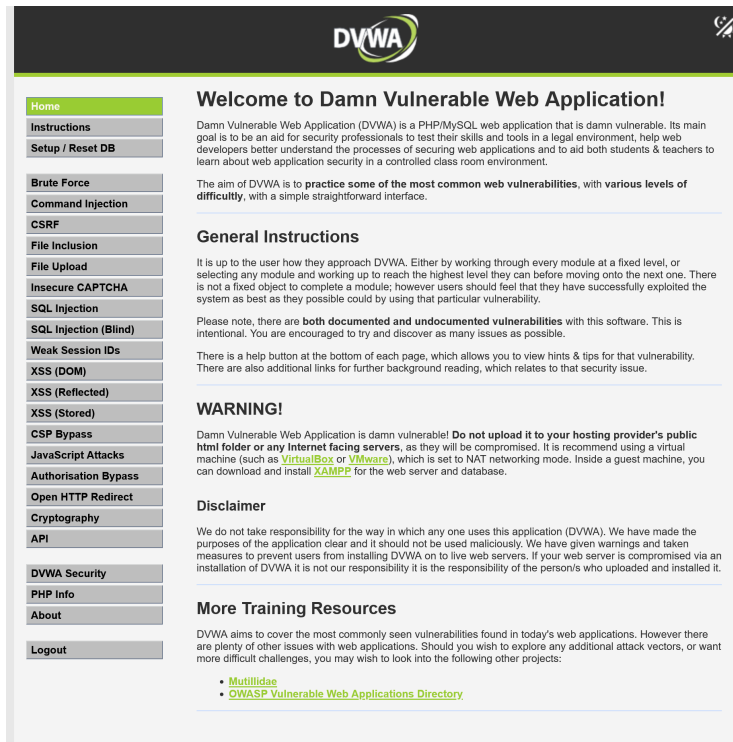 DVWA
Home
Instructions
Setup / Reset DB
Brute Force
Command Injection
CSRF
File Inclusion
File Upload
Insecure CAPTCHA
SQL Injection
SQL Injection (Blind)
Weak Session IDs
XSS (DOM)
XSS (Reflected)
XSS (Stored)
CSP Bypass
JavaScript Attacks
Authorisation Bypass
Open HTTP Redirect
Cryptography
API
DVWA Security
PHP Info
About
Logout
Welcome to Damn Vulnerable Web Application!
Damn Vulnerable Web Application (DVWA) is a PHP/MySQL web application that is damn vulnerable. Its main
goal is to be an aid for security professionals to test their skills and tools in a legal environment, help web
developers better understand the processes of securing web applications and to aid both students & teachers to
learn about web application security in a controlled class room environment.
The aim of DVWA is to practice some of the most common web vulnerabilities, with various levels of
difficultly, with a simple straightforward interface.
General Instructions
It is up to the user how they approach DVWA. Either by working through every module at a fixed level, or
selecting any module and working up to reach the highest level they can before moving onto the next one. There
is not a fixed object to complete a module; however users should feel that they have successfully exploited the
system as best as they possible could by using that particular vulnerability.
Please note, there are both documented and undocumented vulnerabilities with this software. This is
intentional. You are encouraged to try and discover as many issues as possible.
There is a help button at the bottom of each page, which allows you to view hints & tips for that vulnerability.
There are also additional links for further background reading, which relates to that security issue.
WARNING!
Damn Vulnerable Web Application is damn vulnerable! Do not upload it to your hosting provider's public
html folder or any Internet facing servers, as they will be compromised. It is recommend using a virtual
machine (such as VirtualBox or VMware), which is set to NAT networking mode. Inside a guest machine, you
can download and install XAMPP for the web server and database.
Disclaimer
We do not take responsibility for the way in which any one uses this application (DVWA). We have made the
purposes of the application clear and it should not be used maliciously. We have given warnings and taken
measures to prevent users from installing DVWA on to live web servers. If your web server is compromised via an
installation of DVWA it is not our responsibility it is the responsibility of the person/s who uploaded and installed it.
More Training Resources
DVWA aims to cover the most commonly seen vulnerabilities found in today's web applications. However there
are plenty of other issues with web applications. Should you wish to explore any additional attack vectors, or want
more difficult challenges, you may wish to look into the following other projects:
• Mutillidae
• OWASP Vulnerable Web Applications Directory